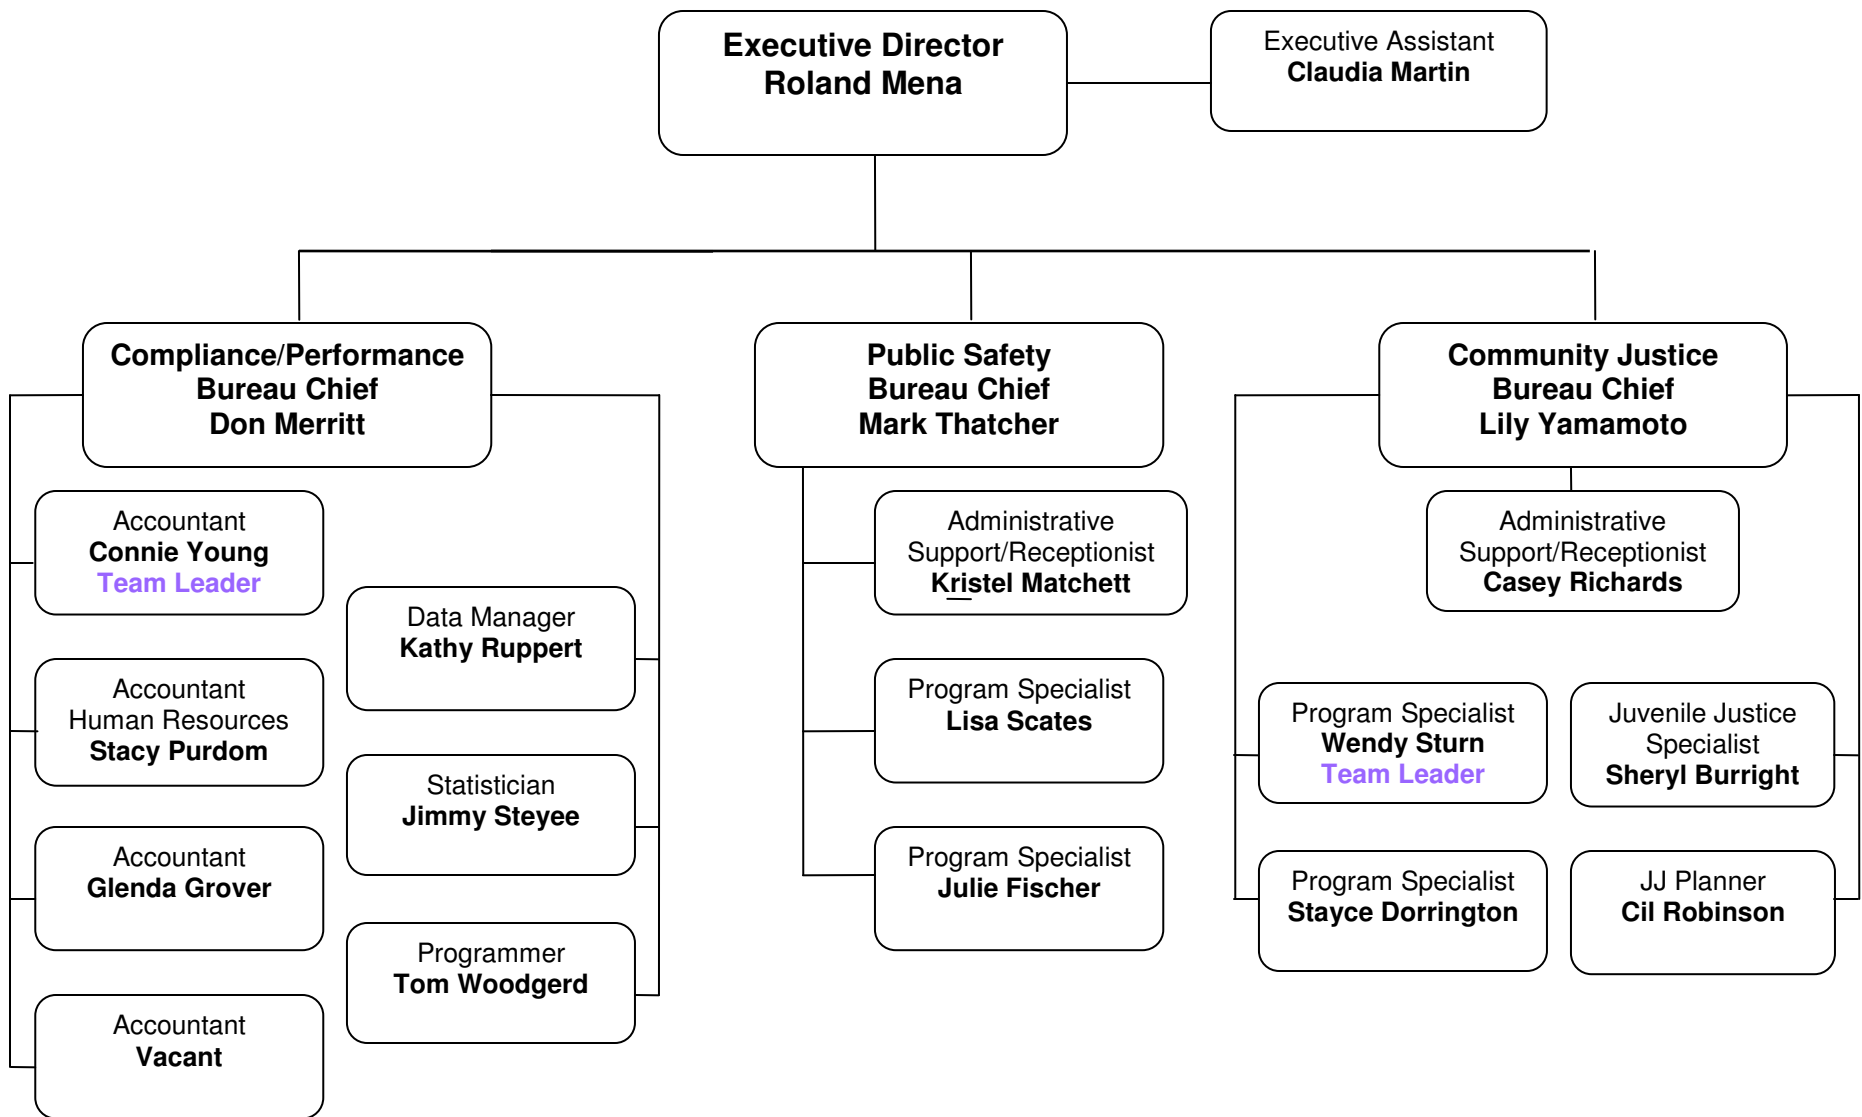 Executive Director
Roland Mena
Executive Assistant
Claudia Martin
Compliance/Performance
Bureau Chief
Don Merritt
Public Safety
Bureau Chief
Mark Thatcher
Community Justice
Bureau Chief
Lily Yamamoto
Accountant
Connie Young
Team Leader
Accountant
Human Resources
Stacy Purdom
Accountant
Glenda Grover
Accountant
Vacant
Data Manager
Kathy Ruppert
Statistician
Jimmy Steyee
Programmer
Tom Woodgerd
Administrative
Support/Receptionist
Kristel Matchett
Program Specialist
Lisa Scates
Program Specialist
Julie Fischer
Administrative
Support/Receptionist
Casey Richards
Program Specialist
Wendy Sturn
Team Leader
Program Specialist
Stayce Dorrington
Juvenile Justice
Specialist
Sheryl Burright
JJ Planner
Cil Robinson